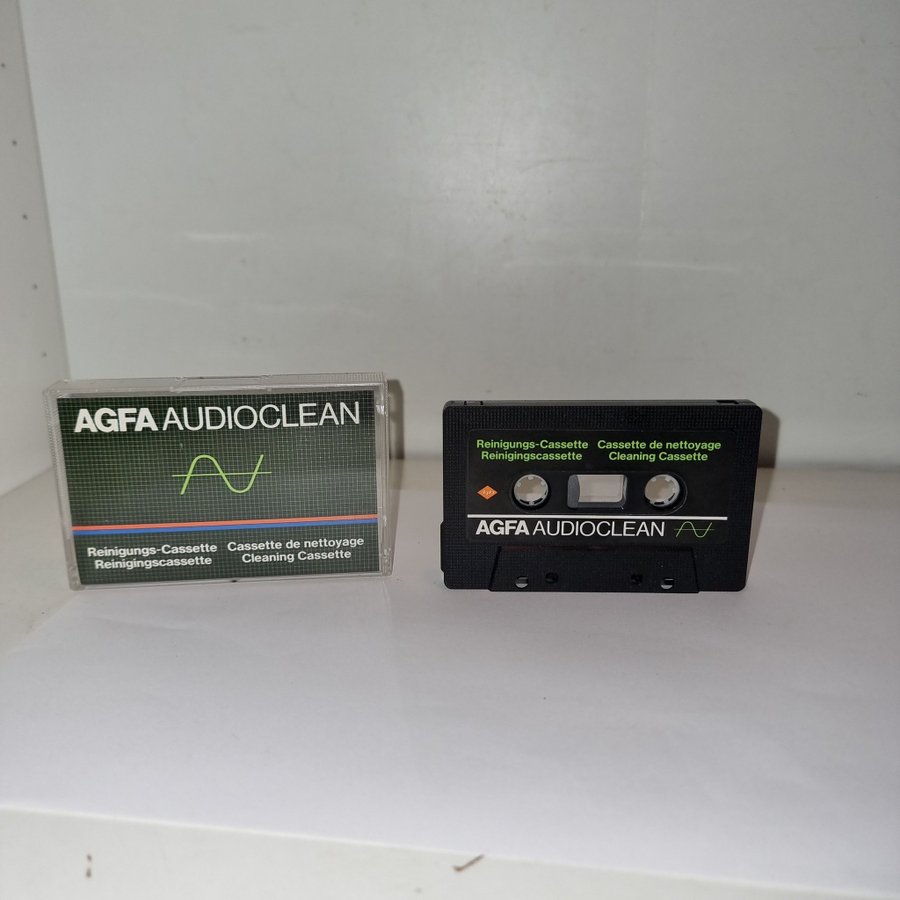 AGFA AUDIOCLEAN
Reinigungs-Cassette Cassette de nettoyage
Reinigingscassette Cleaning Cassette
Reinigungs-Cassette Cassette de nettoyage
Reinigingscassette Cleaning Cassette
AGFA AUDIOCLEAN